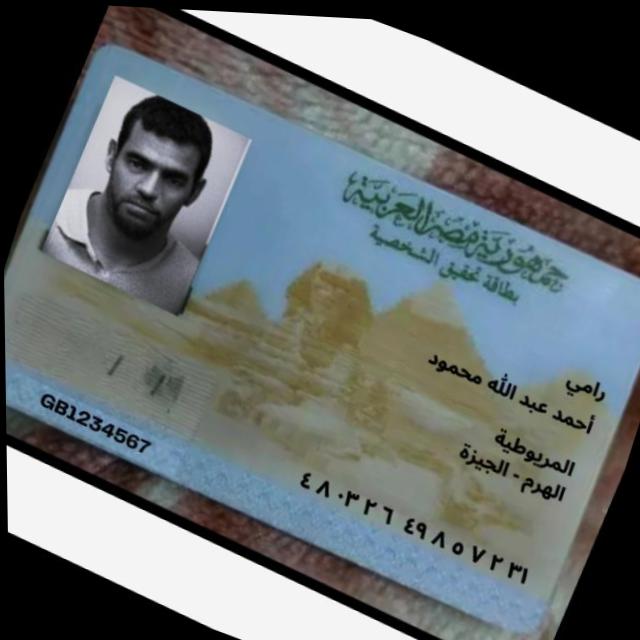 جمهورية مصر العربية
بطاقة تحقيق الشخصية
رامي
أحمد عبد الله محمود
المريوطية
الهرم - الجيزة
٤٨٠٣٢٦ ٤٩٨٥٧٢٣١
GB1234567